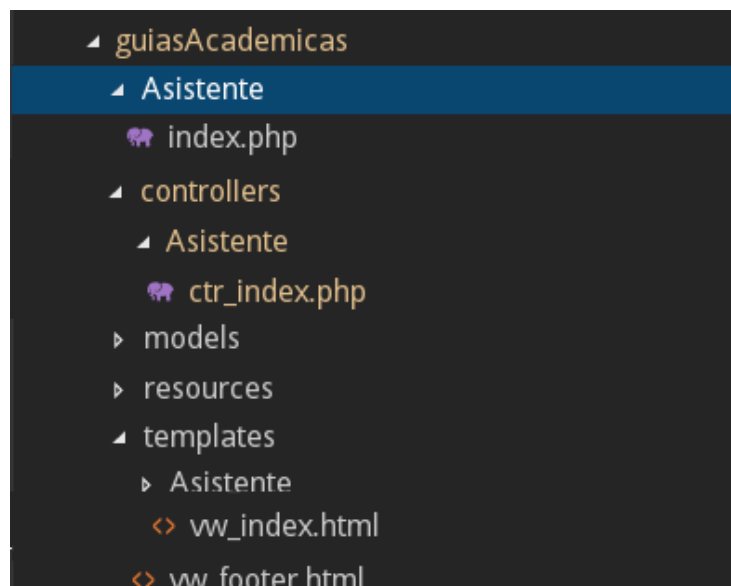 guiasAcademicas
Asistente
index.php
controllers
Asistente
ctr_index.php
models
resources
templates
Asistente
vw_index.html
vw_footer.html